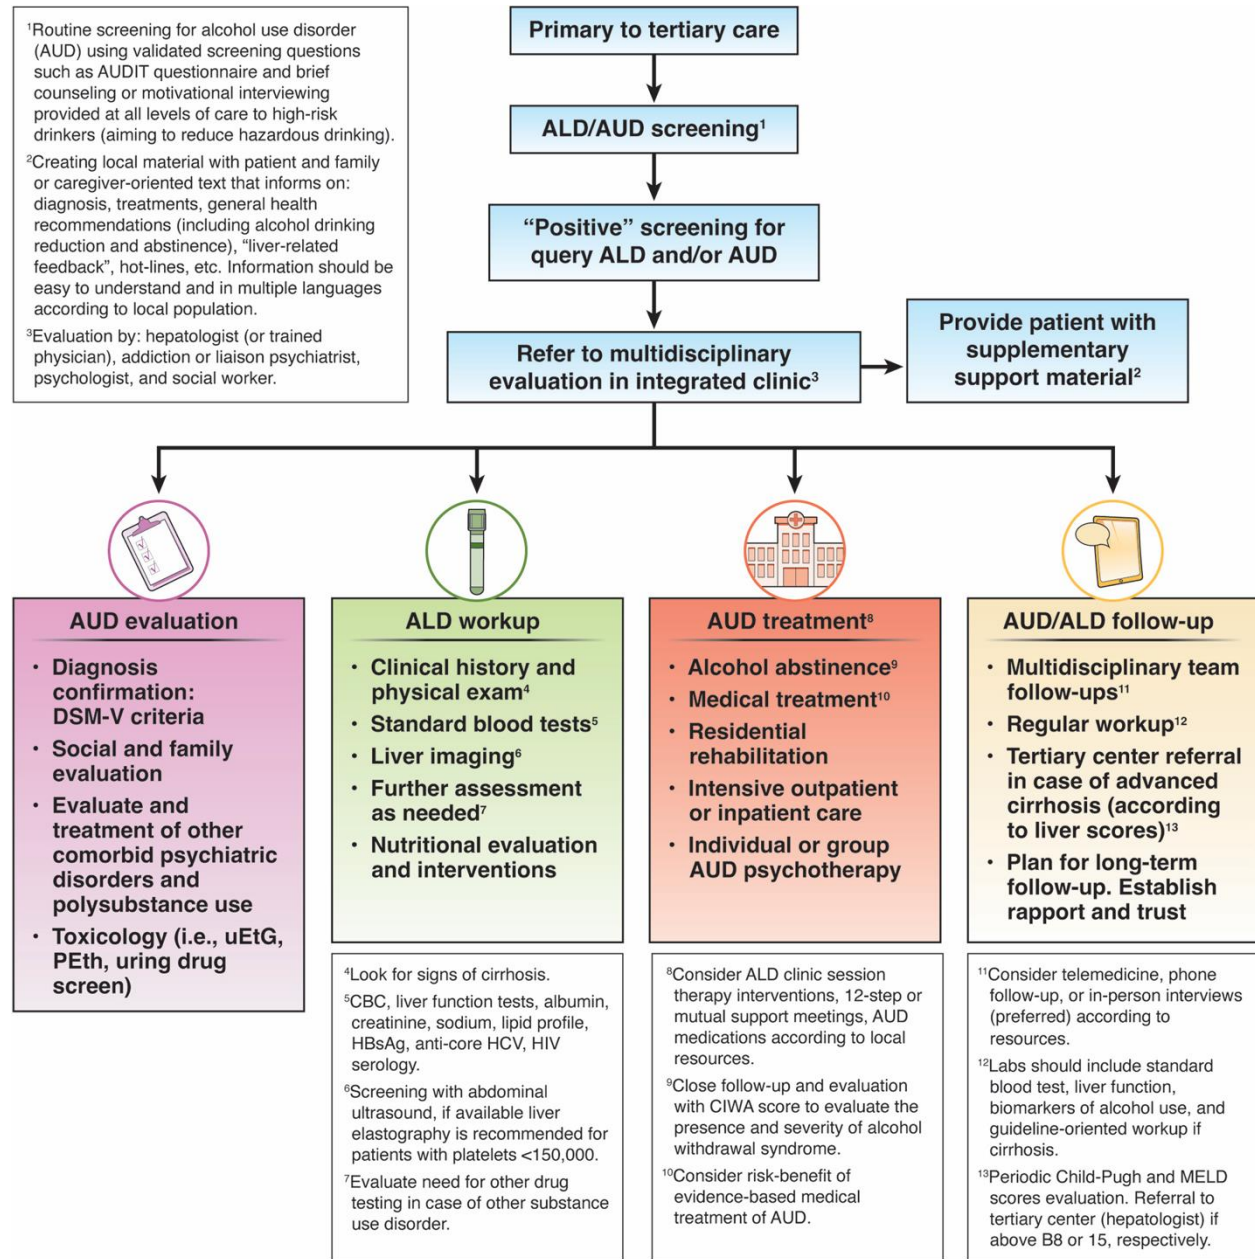 ¹Routine screening for alcohol use disorder
(AUD) using validated screening questions
such as AUDIT questionnaire and brief
counseling or motivational interviewing
provided at all levels of care to high-risk
drinkers (aiming to reduce hazardous drinking).
²Creating local material with patient and family
or caregiver-oriented text that informs on:
diagnosis, treatments, general health
recommendations (including alcohol drinking
reduction and abstinence), “liver-related
feedback”, hot-lines, etc. Information should be
easy to understand and in multiple languages
according to local population.
³Evaluation by: hepatologist (or trained
physician), addiction or liaison psychiatrist,
psychologist, and social worker.
Primary to tertiary care
ALD/AUD screening¹
“Positive” screening for
query ALD and/or AUD
Refer to multidisciplinary
evaluation in integrated clinic³
Provide patient with
supplementary
support material²
AUD evaluation
• Diagnosis
confirmation:
DSM-V criteria
• Social and family
evaluation
• Evaluate and
treatment of other
comorbid psychiatric
disorders and
polysubstance use
• Toxicology (i.e., uEtG,
PEth, uring drug
screen)
ALD workup
• Clinical history and
physical exam⁴
• Standard blood tests⁵
• Liver imaging⁶
• Further assessment
as needed⁷
• Nutritional evaluation
and interventions
⁴Look for signs of cirrhosis.
⁵CBC, liver function tests, albumin,
creatinine, sodium, lipid profile,
HBsAg, anti-core HCV, HIV
serology.
⁶Screening with abdominal
ultrasound, if available liver
elastography is recommended for
patients with platelets <150,000.
⁷Evaluate need for other drug
testing in case of other substance
use disorder.
AUD treatment⁸
• Alcohol abstinence⁹
• Medical treatment¹⁰
• Residential
rehabilitation
• Intensive outpatient
or inpatient care
• Individual or group
AUD psychotherapy
⁸Consider ALD clinic session
therapy interventions, 12-step or
mutual support meetings, AUD
medications according to local
resources.
⁹Close follow-up and evaluation
with CIWA score to evaluate the
presence and severity of alcohol
withdrawal syndrome.
¹⁰Consider risk-benefit of
evidence-based medical
treatment of AUD.
AUD/ALD follow-up
• Multidisciplinary team
follow-ups¹¹
• Regular workup¹²
• Tertiary center referral
in case of advanced
cirrhosis (according
to liver scores)¹³
• Plan for long-term
follow-up. Establish
rapport and trust
¹¹Consider telemedicine, phone
follow-up, or in-person interviews
(preferred) according to
resources.
¹²Labs should include standard
blood test, liver function,
biomarkers of alcohol use, and
guideline-oriented workup if
cirrhosis.
¹³Periodic Child-Pugh and MELD
scores evaluation. Referral to
tertiary center (hepatologist) if
above B8 or 15, respectively.